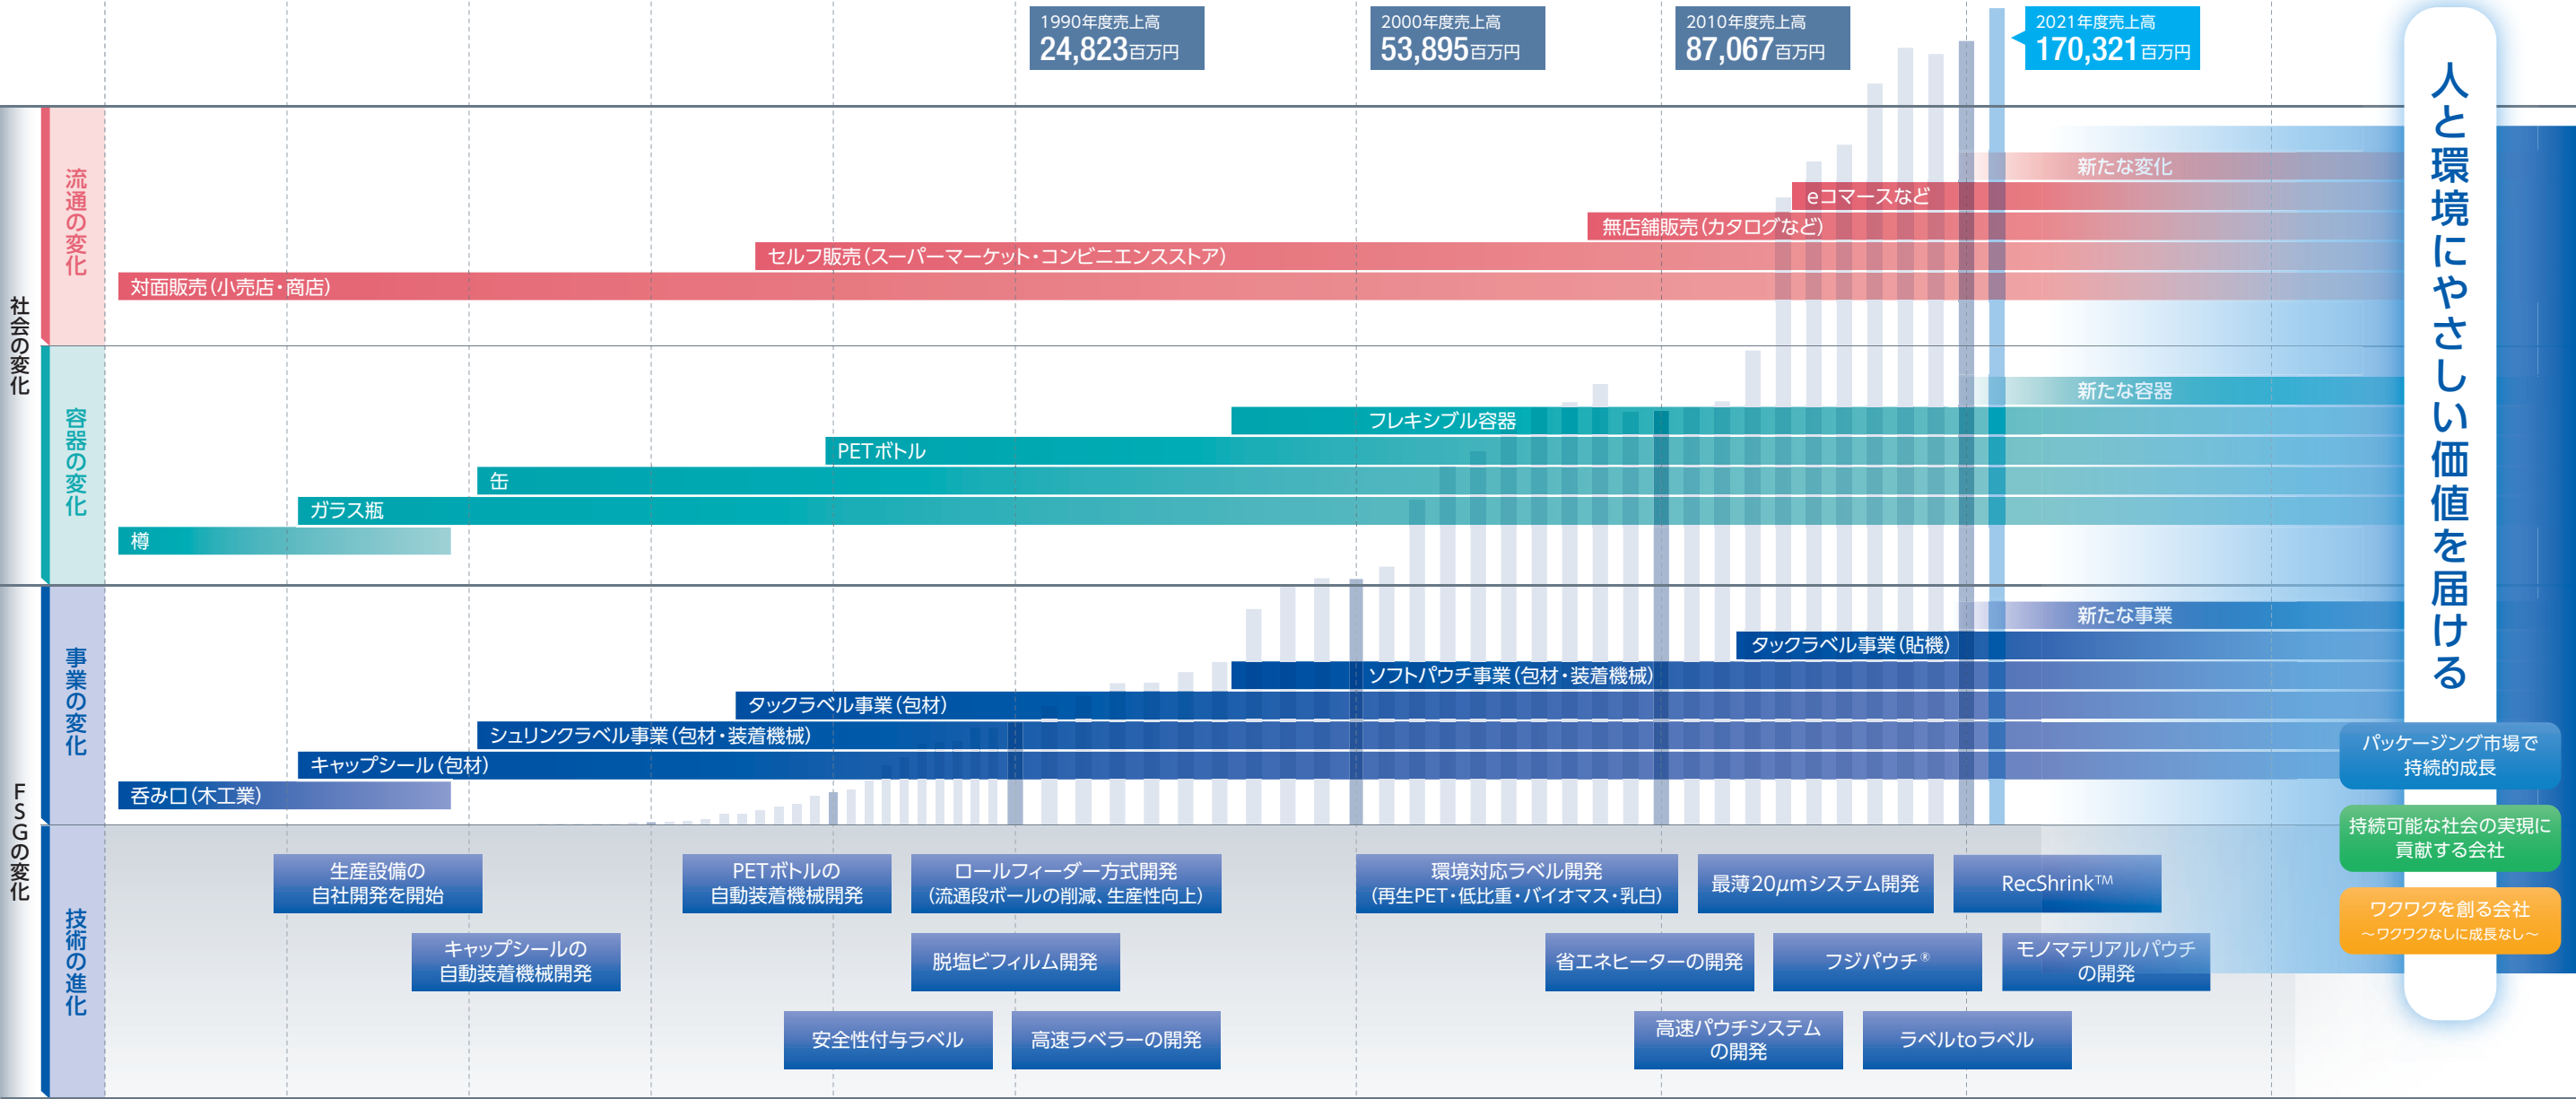 1990年度売上高
24,823百万円
2000年度売上高
53,895百万円
2010年度売上高
87,067百万円
2021年度売上高
170,321百万円
社会の変化
流通の変化
新たな変化
eコマースなど
無店舗販売(カタログなど)
セルフ販売(スーパーマーケット・コンビニエンスストア)
対面販売(小売店・商店)
容器の変化
新たな容器
フレキシブル容器
PETボトル
缶
ガラス瓶
樽
FSGの変化
事業の変化
新たな事業
タックラベル事業(貼機)
ソフトパウチ事業(包材・装着機械)
タックラベル事業(包材)
シュリンクラベル事業(包材・装着機械)
キャップシール(包材)
呑み口(木工業)
技術の進化
生産設備の
自社開発を開始
PETボトルの
自動装着機械開発
ロールフィーダー方式開発
(流通段ボールの削減、生産性向上)
環境対応ラベル開発
(再生PET・低比重・バイオマス・乳白)
最薄20μmシステム開発
RecShrink™
キャップシールの
自動装着機械開発
脱塩ビフィルム開発
省エネヒーターの開発
フジパウチ®
モノマテリアルパウチ
の開発
安全性付与ラベル
高速ラベラーの開発
高速パウチシステム
の開発
ラベルtoラベル
人と環境にやさしい価値を届ける
パッケージング市場で
持続的成長
持続可能な社会の実現に
貢献する会社
ワクワクを創る会社
～ワクワクなしに成長なし～